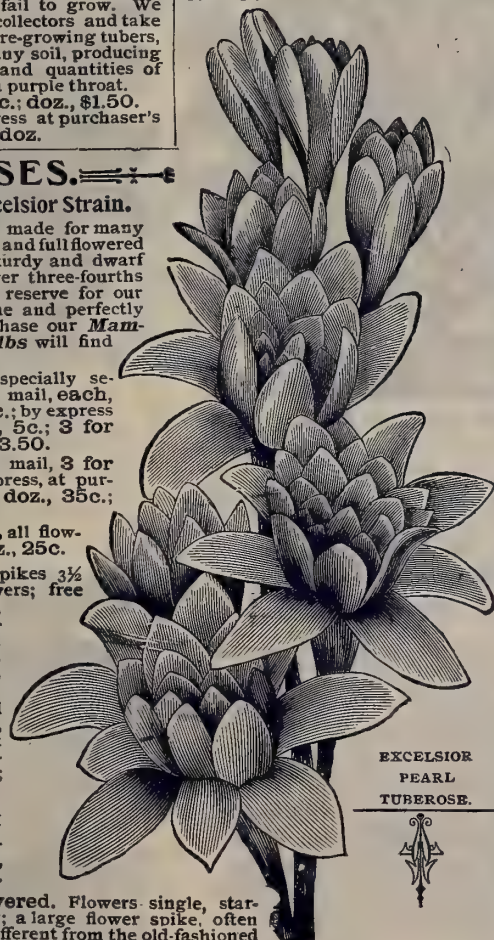 fail to grow. We
collectors and take
re-growing tubers,
ny soil, producing
and quantities of
purple throat.
c.; doz., $1.50.
ess at purchaser's
doz.
SES.
celsior Strain.
made for many
and full flowered
urdy and dwarf
er three-fourths
reserve for our
ne and perfectly
hase our Mam-
lbs will find
specially se-
mail, each,
c.; by express
, 5c.; 3 for
3.50.
mail, 3 for
press, at pur-
doz., 35c.;
, all flow-
z., 25c.
pikes 3½
vers; free
EXCELSIOR
PEARL
TUBEROSE.
vered. Flowers single, star-
; a large flower spike, often
fferent from the old-fashioned